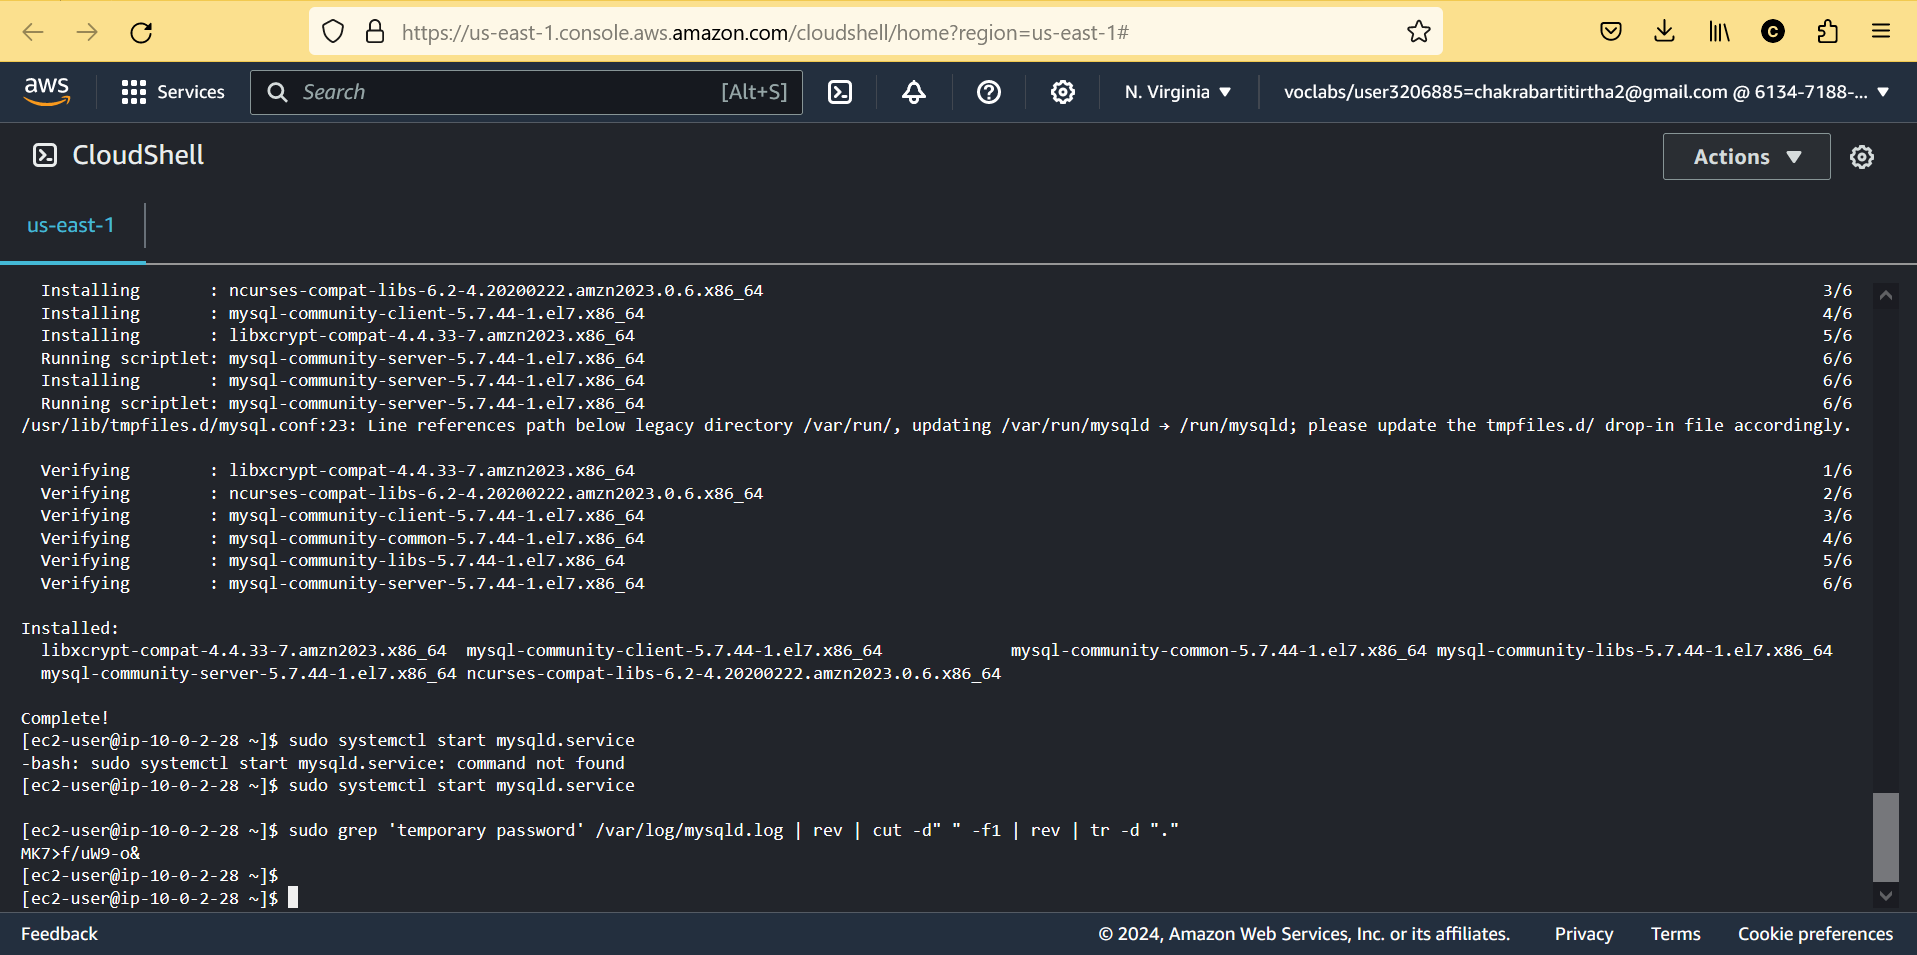 https://us-east-1.console.aws.amazon.com/cloudshell/home?region=us-east-1#
C
aws
Services
Search
[Alt+S]
N. Virginia
voclabs/user3206885=chakrabartitirtha2@gmail.com @ 6134-7188-...
CloudShell
Actions
us-east-1
Installing : ncurses-compat-libs-6.2-4.20200222.amzn2023.0.6.x86_64 3/6
Installing : mysql-community-client-5.7.44-1.el7.x86_64 4/6
Installing : libxcrypt-compat-4.4.33-7.amzn2023.x86_64 5/6
Running scriptlet: mysql-community-server-5.7.44-1.el7.x86_64 6/6
Installing : mysql-community-server-5.7.44-1.el7.x86_64 6/6
Running scriptlet: mysql-community-server-5.7.44-1.el7.x86_64 6/6
/usr/lib/tmpfiles.d/mysql.conf:23: Line references path below legacy directory /var/run/, updating /var/run/mysqld → /run/mysqld; please update the tmpfiles.d/ drop-in file accordingly.
Verifying : libxcrypt-compat-4.4.33-7.amzn2023.x86_64 1/6
Verifying : ncurses-compat-libs-6.2-4.20200222.amzn2023.0.6.x86_64 2/6
Verifying : mysql-community-client-5.7.44-1.el7.x86_64 3/6
Verifying : mysql-community-common-5.7.44-1.el7.x86_64 4/6
Verifying : mysql-community-libs-5.7.44-1.el7.x86_64 5/6
Verifying : mysql-community-server-5.7.44-1.el7.x86_64 6/6
Installed:
libxcrypt-compat-4.4.33-7.amzn2023.x86_64 mysql-community-client-5.7.44-1.el7.x86_64 mysql-community-common-5.7.44-1.el7.x86_64 mysql-community-libs-5.7.44-1.el7.x86_64
mysql-community-server-5.7.44-1.el7.x86_64 ncurses-compat-libs-6.2-4.20200222.amzn2023.0.6.x86_64
Complete!
[ec2-user@ip-10-0-2-28 ~]$ sudo systemctl start mysqld.service
-bash: sudo systemctl start mysqld.service: command not found
[ec2-user@ip-10-0-2-28 ~]$ sudo systemctl start mysqld.service
[ec2-user@ip-10-0-2-28 ~]$ sudo grep 'temporary password' /var/log/mysqld.log | rev | cut -d" " -f1 | rev | tr -d "."
MK7>f/uW9-o&
[ec2-user@ip-10-0-2-28 ~]$
[ec2-user@ip-10-0-2-28 ~]$
Feedback
© 2024, Amazon Web Services, Inc. or its affiliates.
Privacy
Terms
Cookie preferences